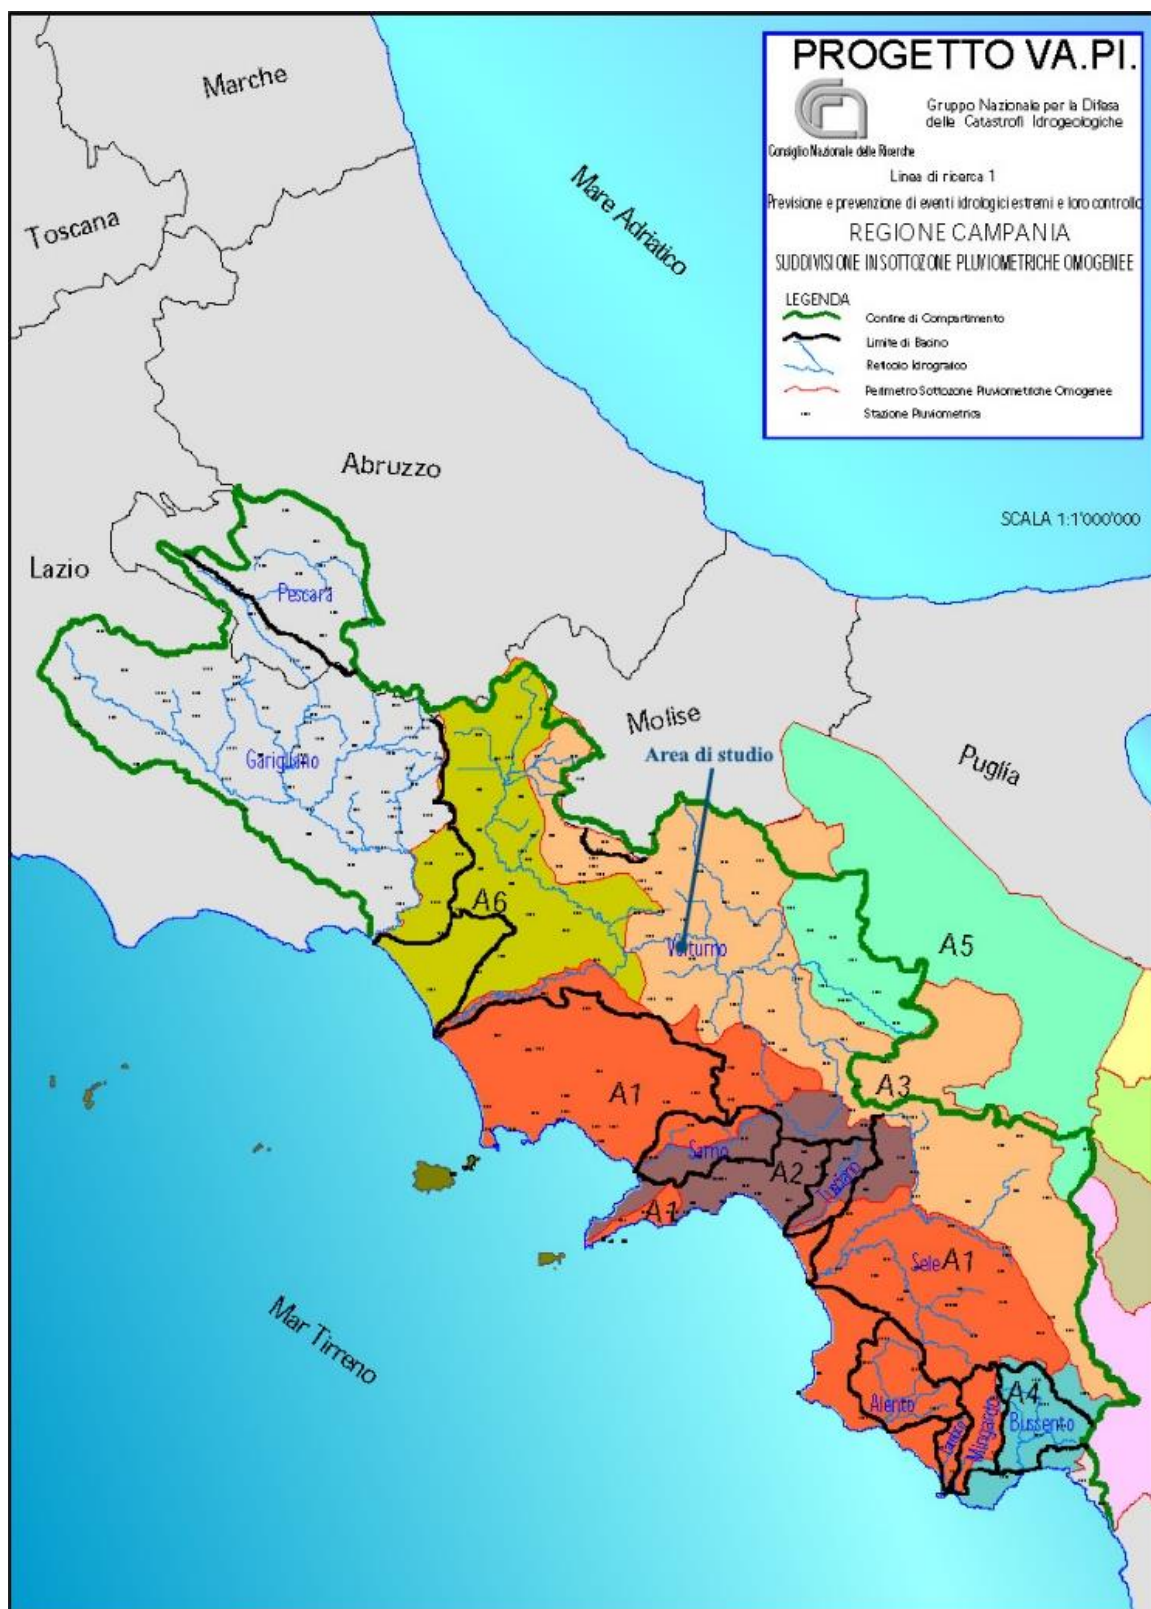 PROGETTO VA.PI.
Gruppo Nazionale per la Difesa
delle Catastrofi Idrogeologiche
Consiglio Nazionale delle Ricerche
Linea di ricerca 1
Previsione e prevenzione di eventi idrologici estremi e loro controllo
REGIONE CAMPANIA
SUDDIVISIONE IN SOTTOZONE PLUVIOMETRICHE OMOGENEE
LEGENDA
Confine di Compartimento
Limite di Bacino
Reticolo Idrografico
Perimetro Sottozone Pluviometriche Omogenee
Stazione Pluviometrica
SCALA 1:1'000'000
Marche
Toscana
Mare Adriatico
Abruzzo
Lazio
Pescara
Molise
Area di studio
Puglia
Garigliano
A6
Volturno
A5
A1
A3
Sarno
A2
Tusciano
A1
Sele A1
Mar Tirreno
A4
Alento
Lambro
Mingardo
Bussento